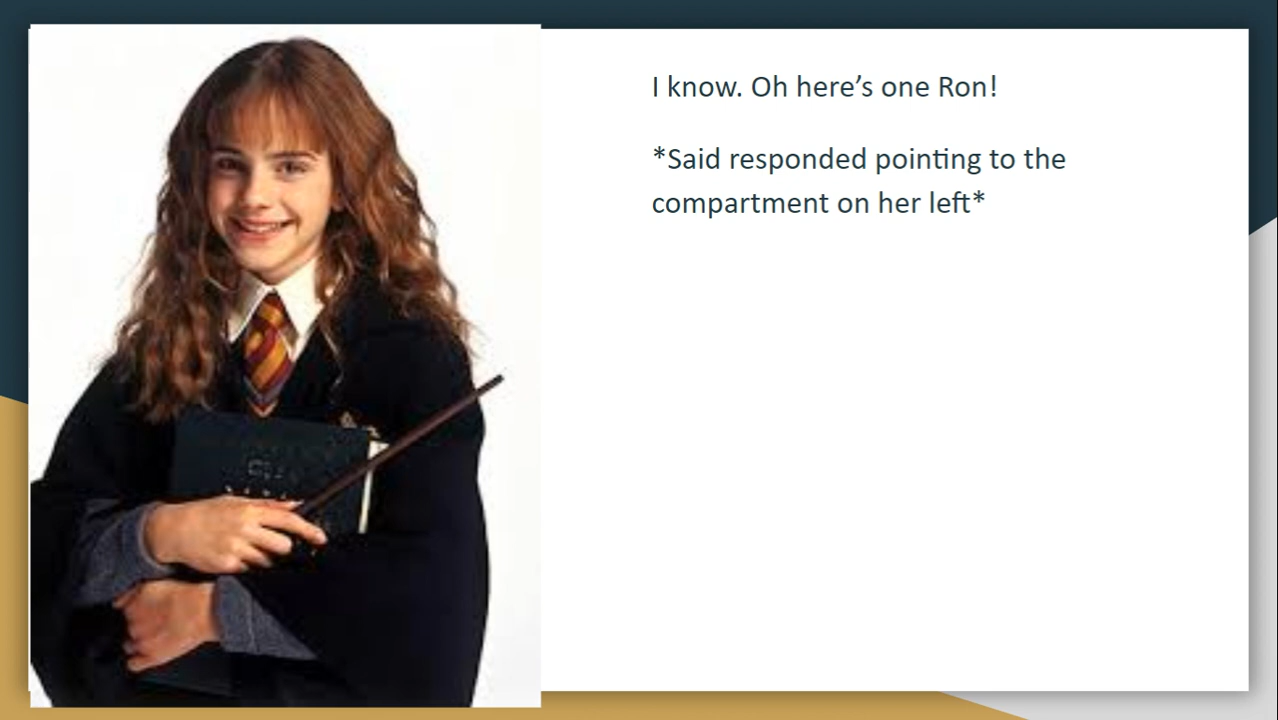 I know. Oh here’s one Ron!
*Said responded pointing to the
compartment on her left*